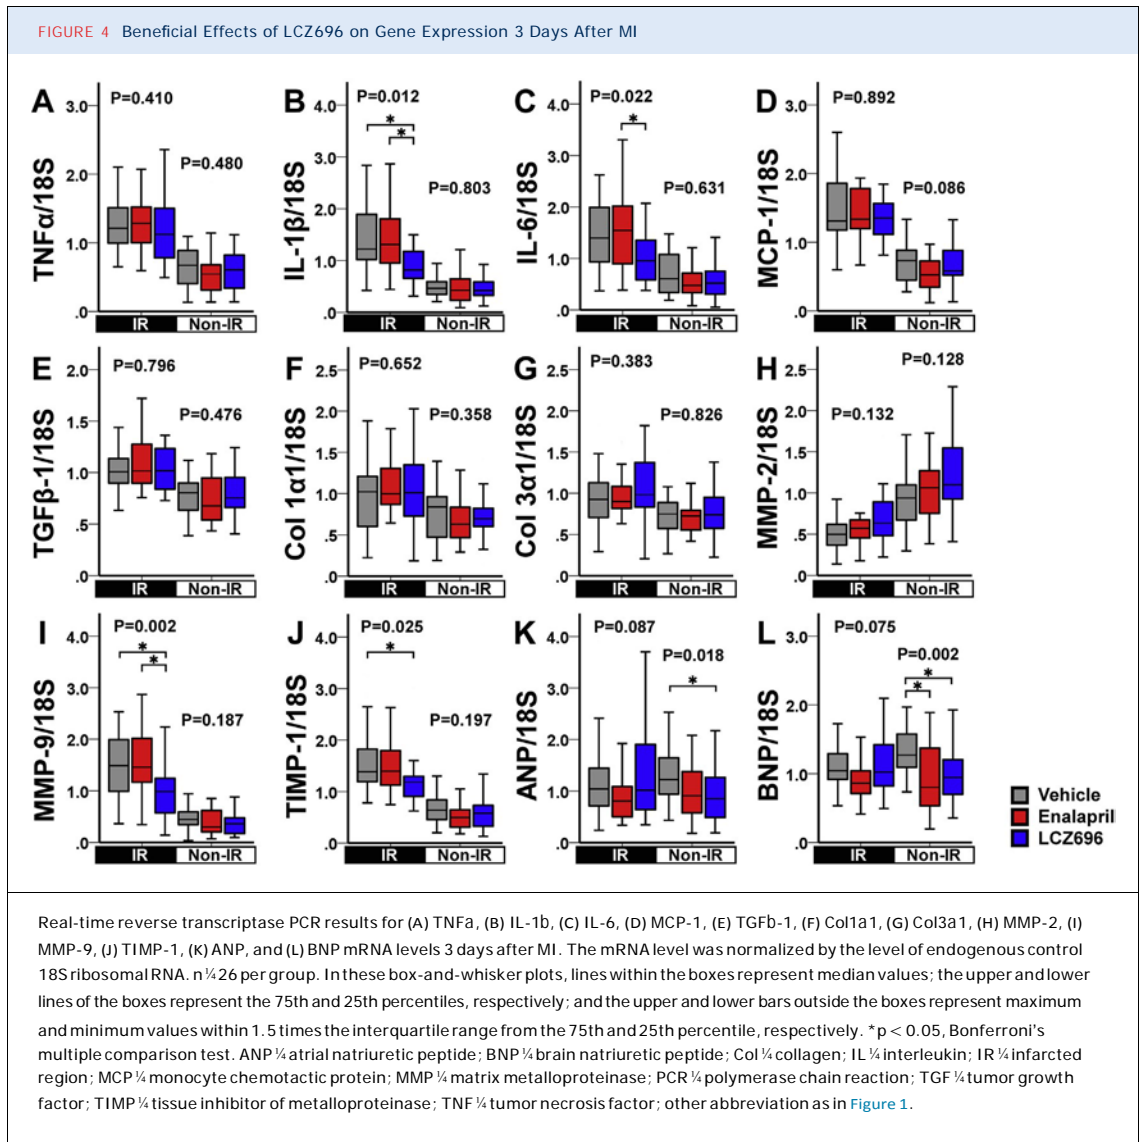 FIGURE 4 Beneficial Effects of LCZ696 on Gene Expression 3 Days After MI
A
TNFα/18S
3.0
2.0
1.0
.0
P=0.410
P=0.480
IR
Non-IR
B
IL-1β/18S
4.0
3.0
2.0
1.0
.0
P=0.012
*
*
P=0.803
IR
Non-IR
C
IL-6/18S
4.0
3.0
2.0
1.0
.0
P=0.022
*
P=0.631
IR
Non-IR
D
MCP-1/18S
3.0
2.0
1.0
.0
P=0.892
P=0.086
IR
Non-IR
E
TGFβ-1/18S
2.0
1.5
1.0
.5
.0
P=0.796
P=0.476
IR
Non-IR
F
Col 1α1/18S
2.5
2.0
1.5
1.0
.5
.0
P=0.652
P=0.358
IR
Non-IR
G
Col 3α1/18S
2.5
2.0
1.5
1.0
.5
.0
P=0.383
P=0.826
IR
Non-IR
H
MMP-2/18S
2.5
2.0
1.5
1.0
.5
.0
P=0.128
P=0.132
IR
Non-IR
I
MMP-9/18S
4.0
3.0
2.0
1.0
.0
P=0.002
*
*
P=0.187
IR
Non-IR
J
TIMP-1/18S
4.0
3.0
2.0
1.0
.0
P=0.025
*
P=0.197
IR
Non-IR
K
ANP/18S
4.0
3.0
2.0
1.0
.0
P=0.087
P=0.018
*
IR
Non-IR
L
BNP/18S
3.0
2.0
1.0
.0
P=0.075
P=0.002
*
*
IR
Non-IR
Vehicle
Enalapril
LCZ696
Real-time reverse transcriptase PCR results for (A) TNFa, (B) IL-1b, (C) IL-6, (D) MCP-1, (E) TGFb-1, (F) Col1a1, (G) Col3a1, (H) MMP-2, (I)
MMP-9, (J) TIMP-1, (K) ANP, and (L) BNP mRNA levels 3 days after MI. The mRNA level was normalized by the level of endogenous control
18S ribosomal RNA. n¼26 per group. In these box-and-whisker plots, lines within the boxes represent median values; the upper and lower
lines of the boxes represent the 75th and 25th percentiles, respectively; and the upper and lower bars outside the boxes represent maximum
and minimum values within 1.5 times the interquartile range from the 75th and 25th percentile, respectively. *p < 0.05, Bonferroni's
multiple comparison test. ANP ¼ atrial natriuretic peptide; BNP ¼ brain natriuretic peptide; Col ¼ collagen; IL ¼ interleukin; IR ¼ infarcted
region; MCP ¼ monocyte chemotactic protein; MMP ¼ matrix metalloproteinase; PCR ¼ polymerase chain reaction; TGF ¼ tumor growth
factor; TIMP ¼ tissue inhibitor of metalloproteinase; TNF ¼ tumor necrosis factor; other abbreviation as in Figure 1.